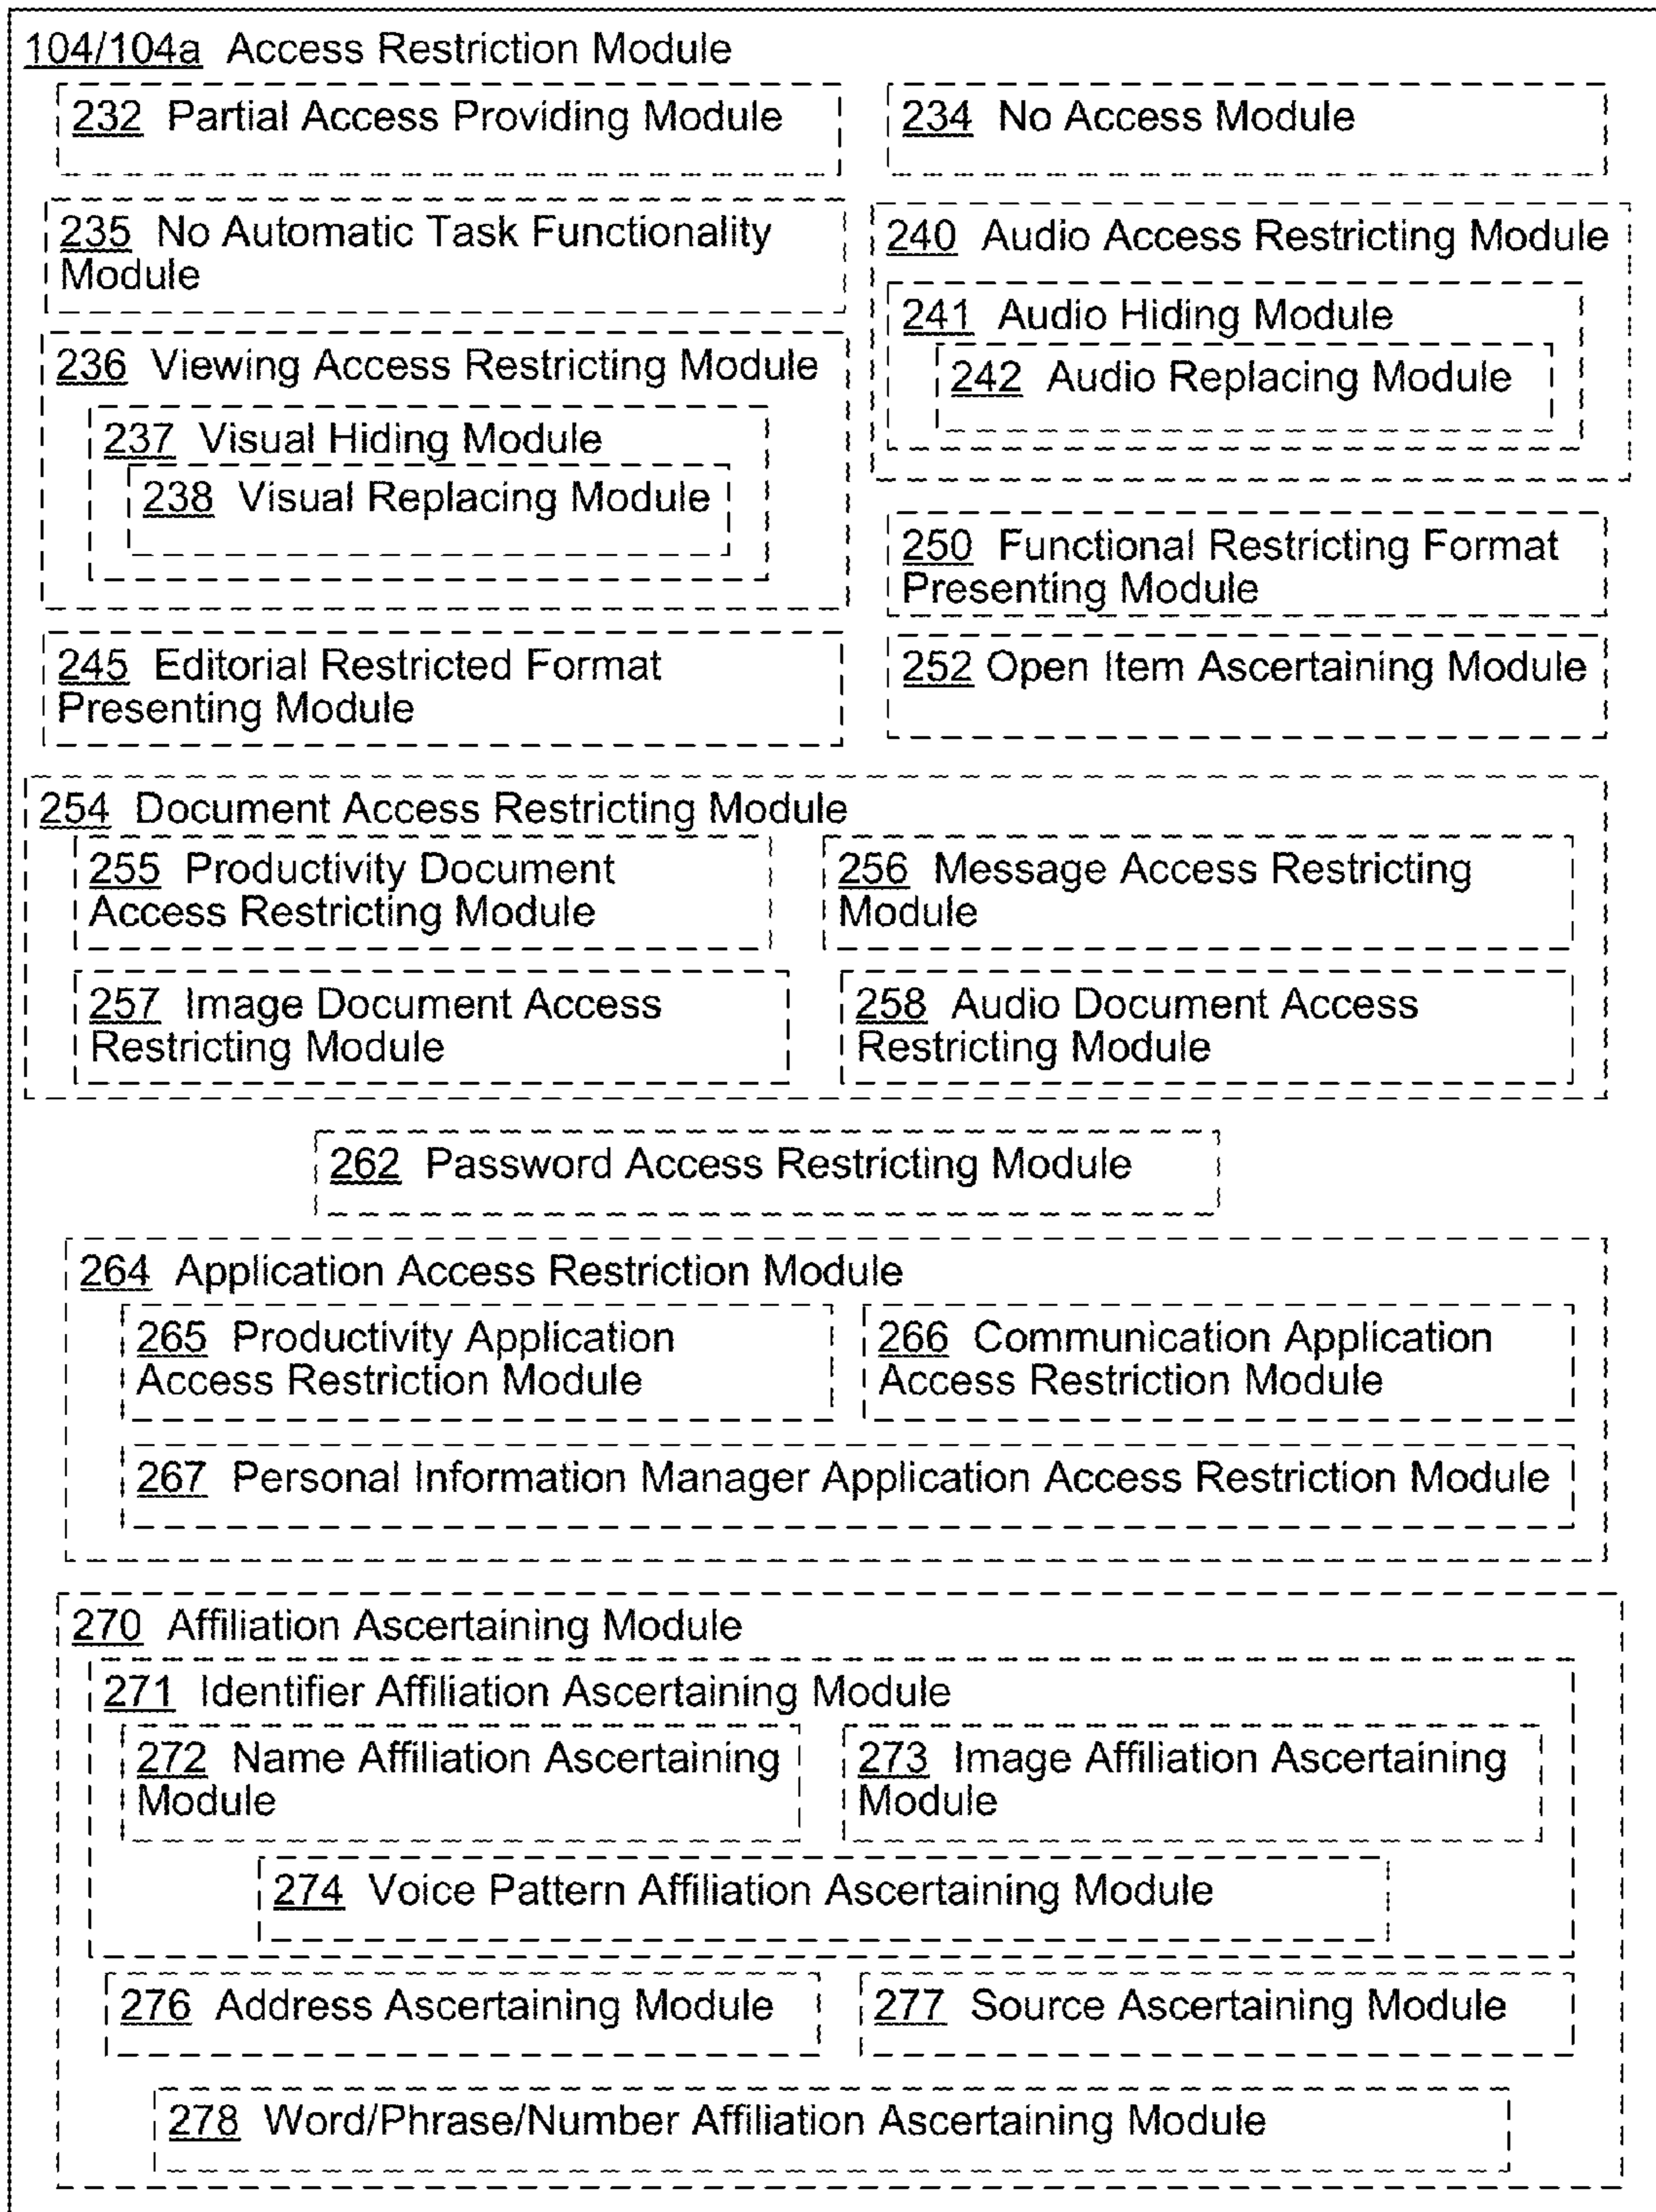 104/104a Access Restriction Module
232 Partial Access Providing Module
234 No Access Module
235 No Automatic Task Functionality
Module
240 Audio Access Restricting Module
241 Audio Hiding Module
242 Audio Replacing Module
236 Viewing Access Restricting Module
237 Visual Hiding Module
238 Visual Replacing Module
250 Functional Restricting Format
Presenting Module
245 Editorial Restricted Format
Presenting Module
252 Open Item Ascertaining Module
254 Document Access Restricting Module
255 Productivity Document
Access Restricting Module
256 Message Access Restricting
Module
257 Image Document Access
Restricting Module
258 Audio Document Access
Restricting Module
262 Password Access Restricting Module
264 Application Access Restriction Module
265 Productivity Application
Access Restriction Module
266 Communication Application
Access Restriction Module
267 Personal Information Manager Application Access Restriction Module
270 Affiliation Ascertaining Module
271 Identifier Affiliation Ascertaining Module
272 Name Affiliation Ascertaining
Module
273 Image Affiliation Ascertaining
Module
274 Voice Pattern Affiliation Ascertaining Module
276 Address Ascertaining Module
277 Source Ascertaining Module
278 Word/Phrase/Number Affiliation Ascertaining Module